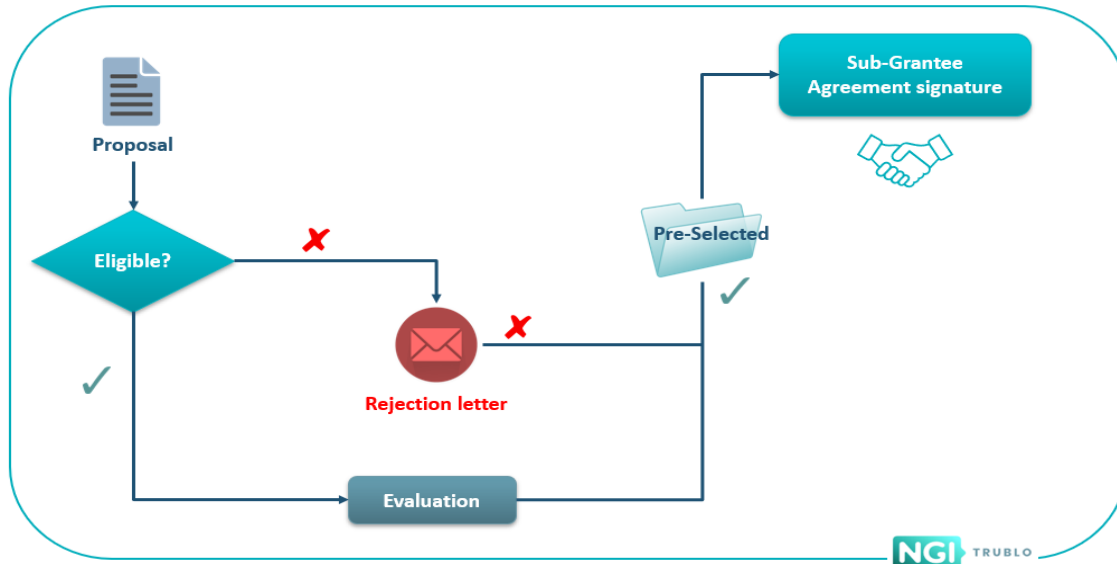 Proposal
Eligible?
Rejection letter
Evaluation
Pre-Selected
Sub-Grantee
Agreement signature
NGI TRUBLO